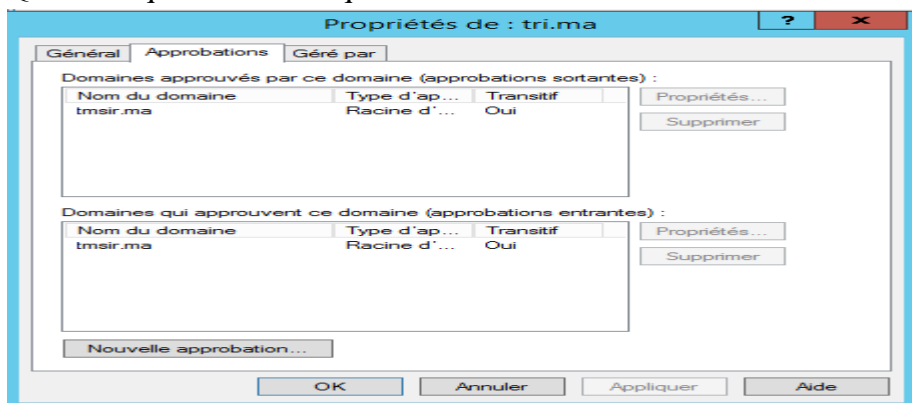 Propriétés de : tri.ma ? ×
Général Approbations Géré par
Domaines approuvés par ce domaine (approbations sortantes) :
Nom du domaine Type d'ap... Transitif Propriétés...
tmsir.ma Racine d'... Oui
Supprimer
Domaines qui approuvent ce domaine (approbations entrantes) :
Nom du domaine Type d'ap... Transitif Propriétés...
tmsir.ma Racine d'... Oui
Supprimer
Nouvelle approbation...
OK Annuler Appliquer Aide